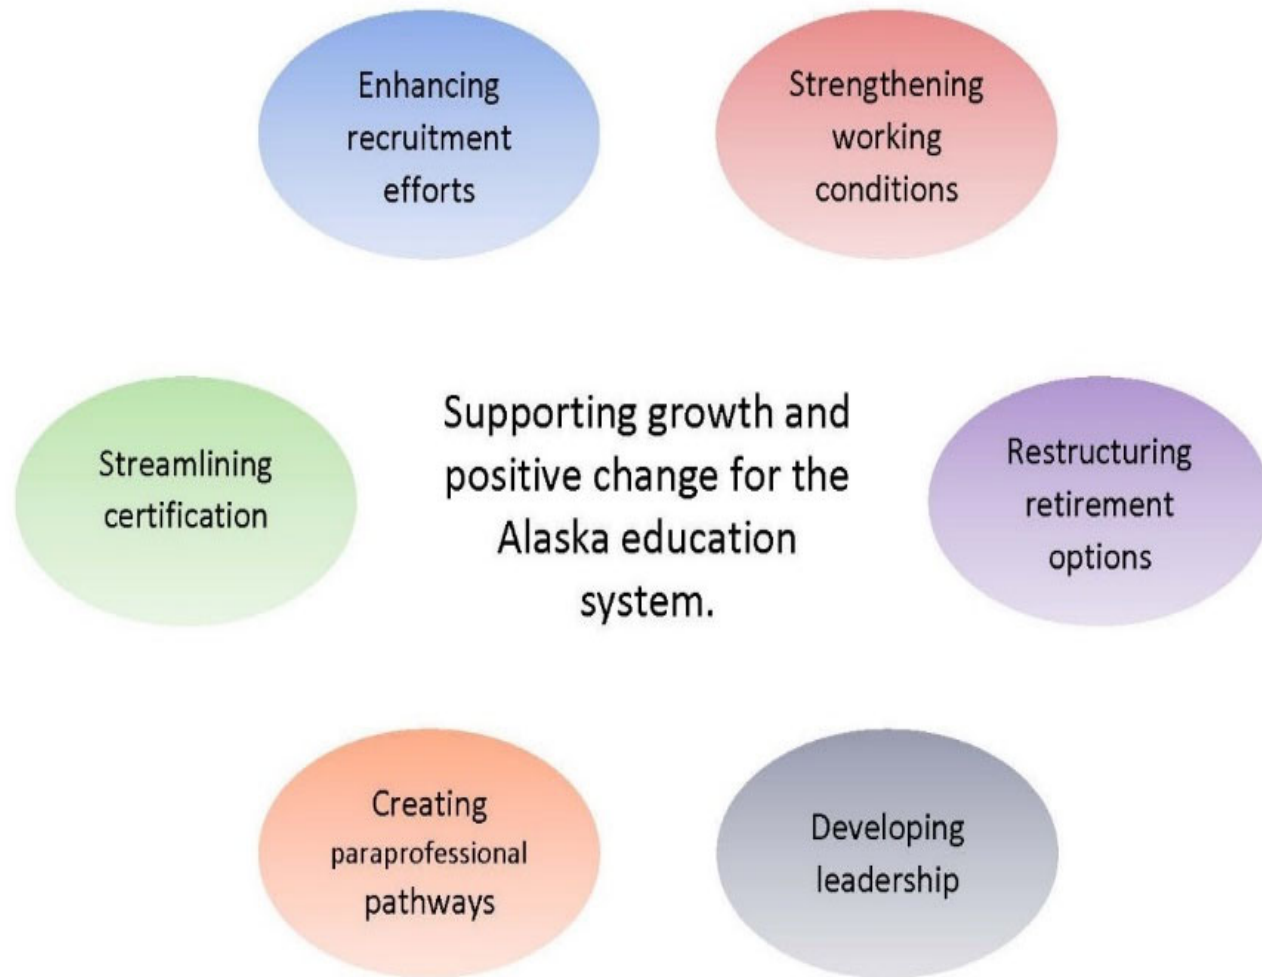 Enhancing
recruitment
efforts
Strengthening
working
conditions
Streamlining
certification
Supporting growth and
positive change for the
Alaska education
system.
Restructuring
retirement
options
Creating
paraprofessional
pathways
Developing
leadership